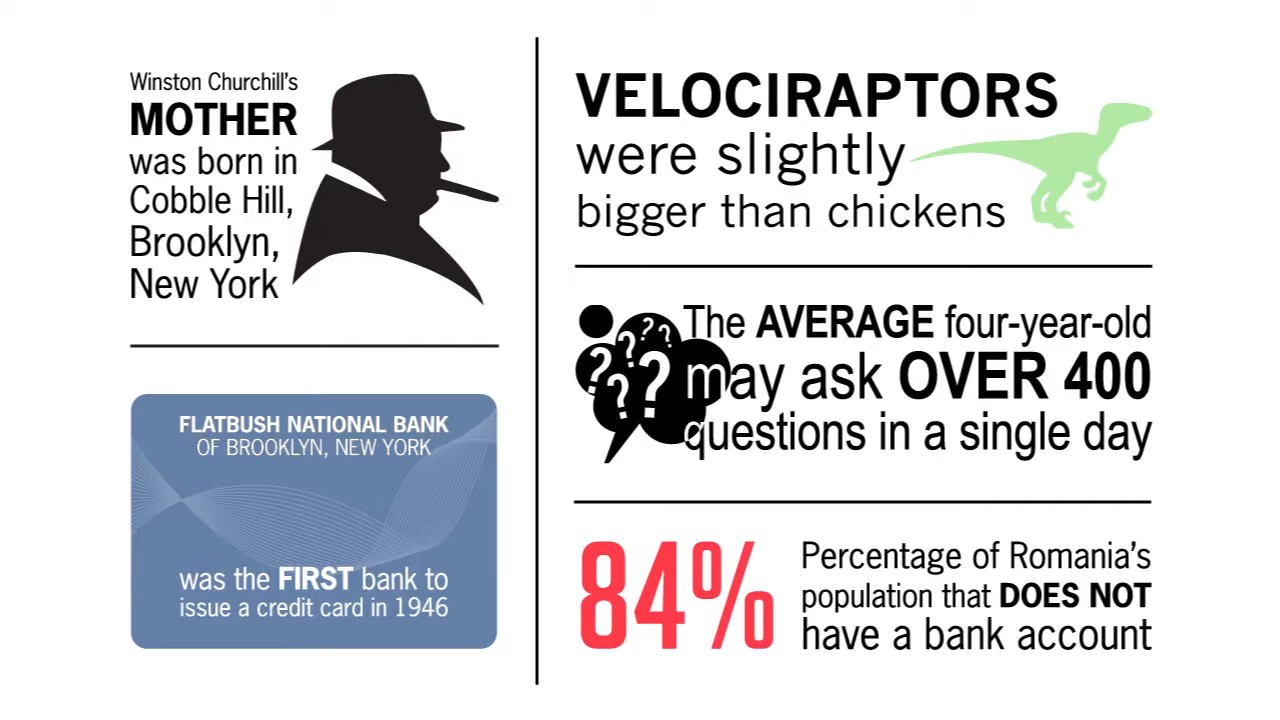 Winston Churchill's
MOTHER
was born in
Cobble Hill,
Brooklyn,
New York
FLATBUSH NATIONAL BANK
OF BROOKLYN, NEW YORK
was the FIRST bank to
issue a credit card in 1946
VELOCIRAPTORS
were slightly
bigger than chickens
? ? ? ? ? ?
The AVERAGE four-year-old
may ask OVER 400
questions in a single day
84%
Percentage of Romania's
population that DOES NOT
have a bank account